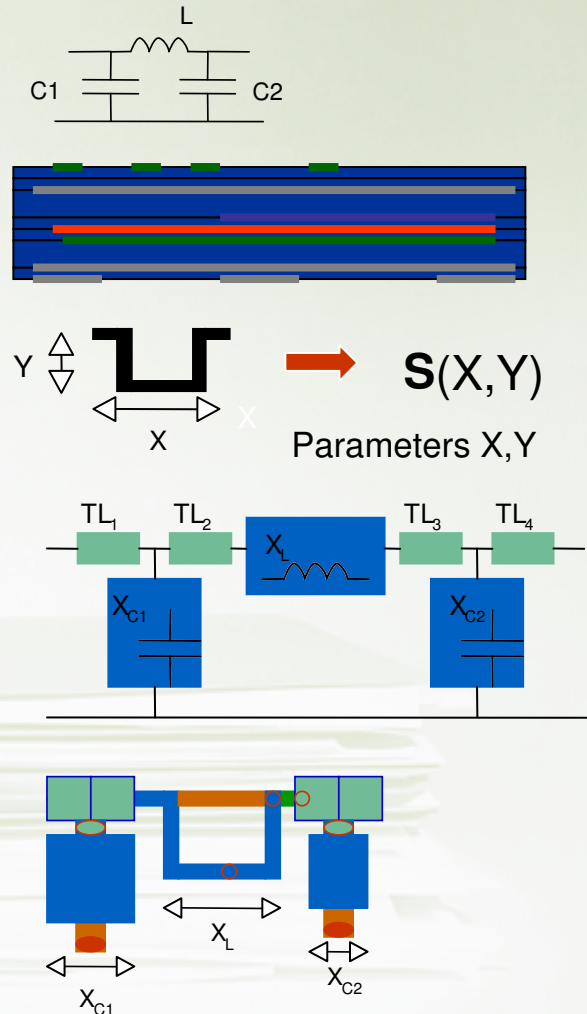 L
C1
C2
Y
X
X
S(X,Y)
Parameters X,Y
TL1
TL2
TL3
TL4
XL
XC1
XC2
XL
XC2
XC1